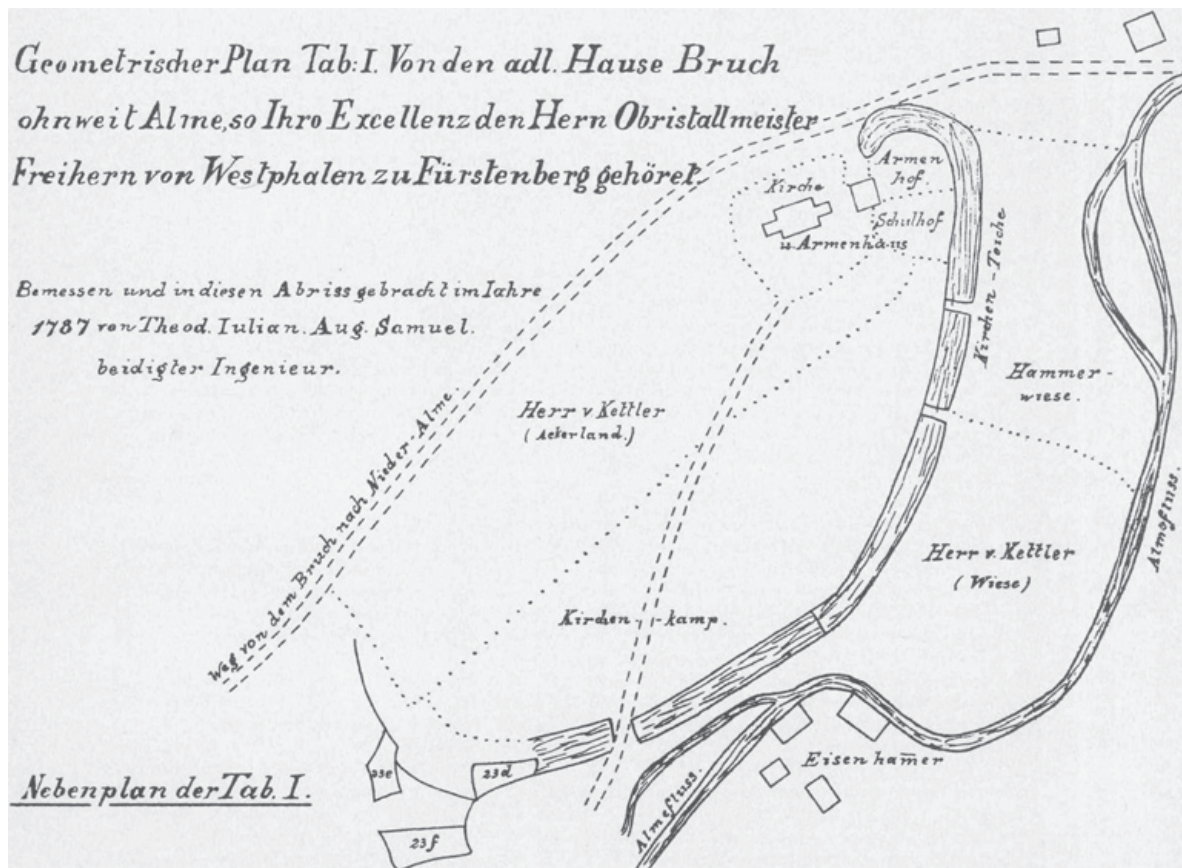 Geometrischer Plan Tab: I. Von den adl. Hause Bruch
ohnweit Alme, so Ihro Excellenz den Hern Obristallmeister
Freihern von Westphalen zu Fürstenberg gehöret.
Bemessen und in diesen Abriss gebracht im Iahre
1787 von Theod. Iulian. Aug. Samuel.
beidigter Ingenieur.
Armen
hof
Kirche
Schulhof
u. Armenhaus
Kirchen-Teiche
Hammer-
wiese.
Herr v. Kettler
(Ackerland.)
Weg von dem Bruch nach Nieder-Alme
Almefluss.
Herr v. Kettler
(Wiese)
Kirchen-kamp.
Eisenham̄er
Almefluss.
23e
23d
23f
Nebenplan der Tab. I.